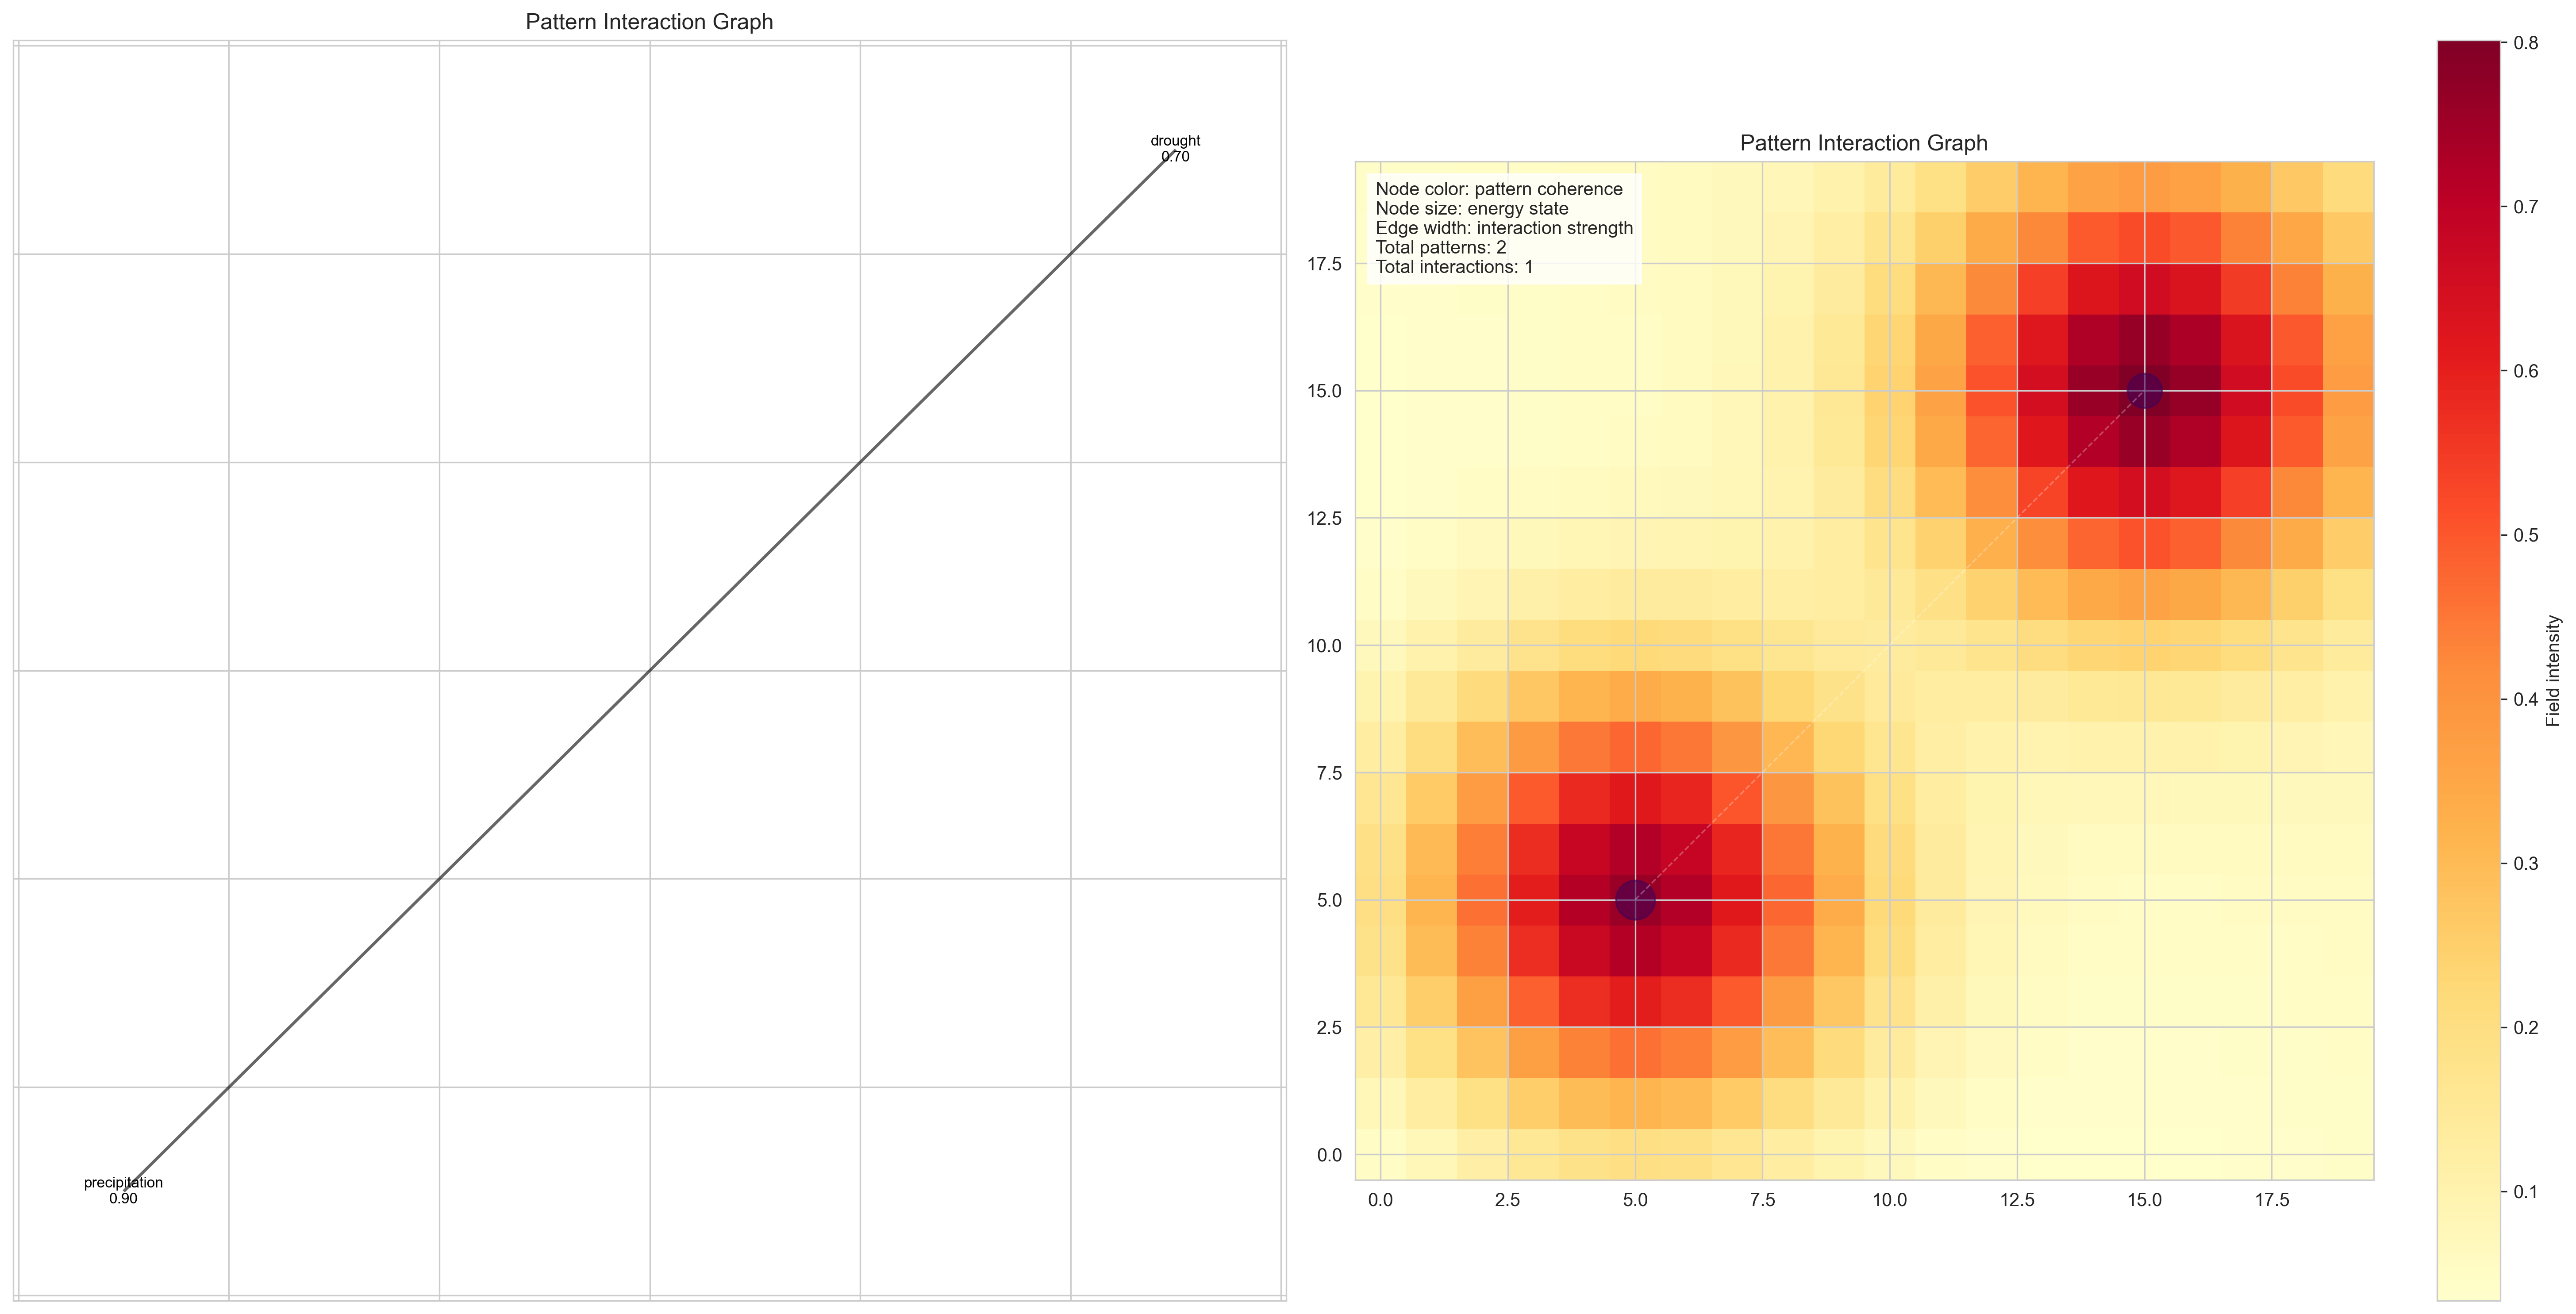 Pattern Interaction Graph
drought
0.70
precipitation
0.90
Pattern Interaction Graph
Node color: pattern coherence
Node size: energy state
Edge width: interaction strength
Total patterns: 2
Total interactions: 1
17.5
15.0
12.5
10.0
7.5
5.0
2.5
0.0
0.0 2.5 5.0 7.5 10.0 12.5 15.0 17.5
0.8
0.7
0.6
0.5
0.4
0.3
0.2
0.1
Field intensity